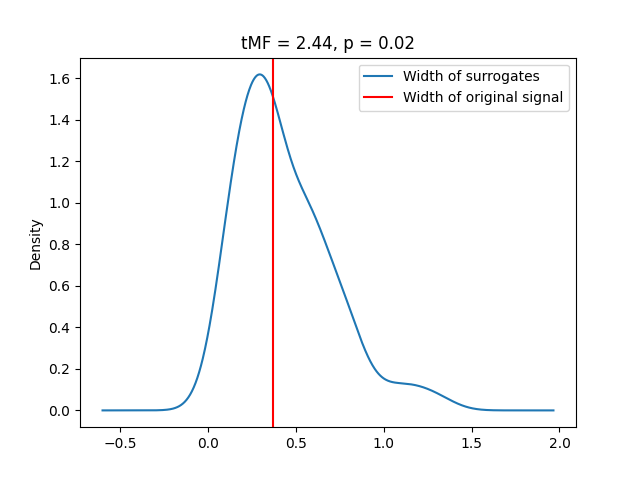 tMF = 2.44, p = 0.02
Width of surrogates
Width of original signal
Density
1.6
1.4
1.2
1.0
0.8
0.6
0.4
0.2
0.0
−0.5 0.0 0.5 1.0 1.5 2.0